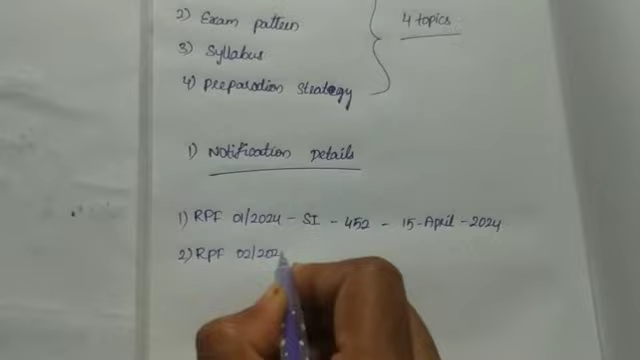 2) Exam pattern
3) Syllabus
4) Preparation strategy
4 topics
1) Notification Details
1) RPF 01/2024 - SI - 452 - 15-April-2024
2) RPF 02/202